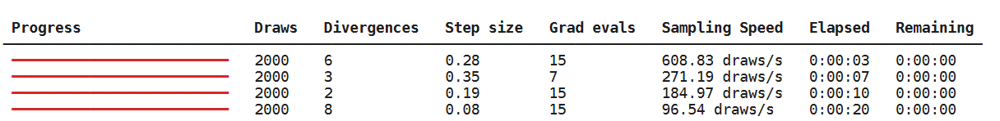 Progress Draws Divergences Step size Grad evals Sampling Speed Elapsed Remaining
2000 6 0.28 15 608.83 draws/s 0:00:03 0:00:00
2000 3 0.35 7 271.19 draws/s 0:00:07 0:00:00
2000 2 0.19 15 184.97 draws/s 0:00:10 0:00:00
2000 8 0.08 15 96.54 draws/s 0:00:20 0:00:00